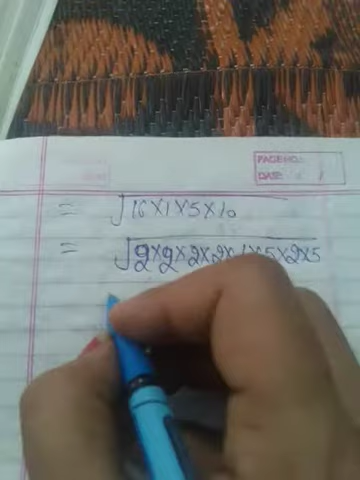 PAGE NO.:
DATE: / /
= √16×1×5×10
= √2×2×2×2×1×5×2×5